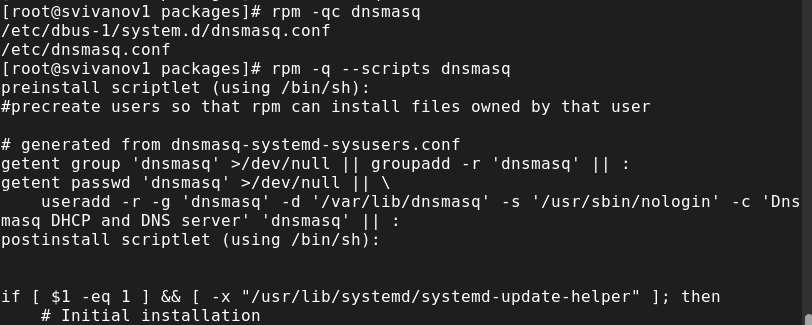 [root@svivanov1 packages]# rpm -qc dnsmasq
/etc/dbus-1/system.d/dnsmasq.conf
/etc/dnsmasq.conf
[root@svivanov1 packages]# rpm -q --scripts dnsmasq
preinstall scriptlet (using /bin/sh):
#precreate users so that rpm can install files owned by that user

# generated from dnsmasq-systemd-sysusers.conf
getent group 'dnsmasq' >/dev/null || groupadd -r 'dnsmasq' || :
getent passwd 'dnsmasq' >/dev/null || \
    useradd -r -g 'dnsmasq' -d '/var/lib/dnsmasq' -s '/usr/sbin/nologin' -c 'Dns
masq DHCP and DNS server' 'dnsmasq' || :
postinstall scriptlet (using /bin/sh):


if [ $1 -eq 1 ] && [ -x "/usr/lib/systemd/systemd-update-helper" ]; then
    # Initial installation